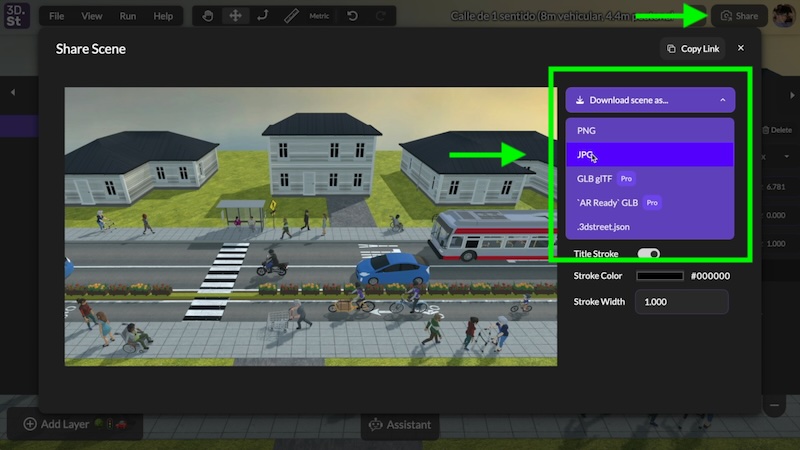 3D.
St
File View Run Help
Metric
Calle de 1 sentido (8m vehicular, 4.4m
Share
Share Scene
Copy Link
Download scene as...
PNG
JPG
GLB glTF Pro
`AR Ready` GLB Pro
.3dstreet.json
Title Stroke
Stroke Color #000000
Stroke Width 1.000
Delete
X
6.781
0.000
1.000
Add Layer
Assistant